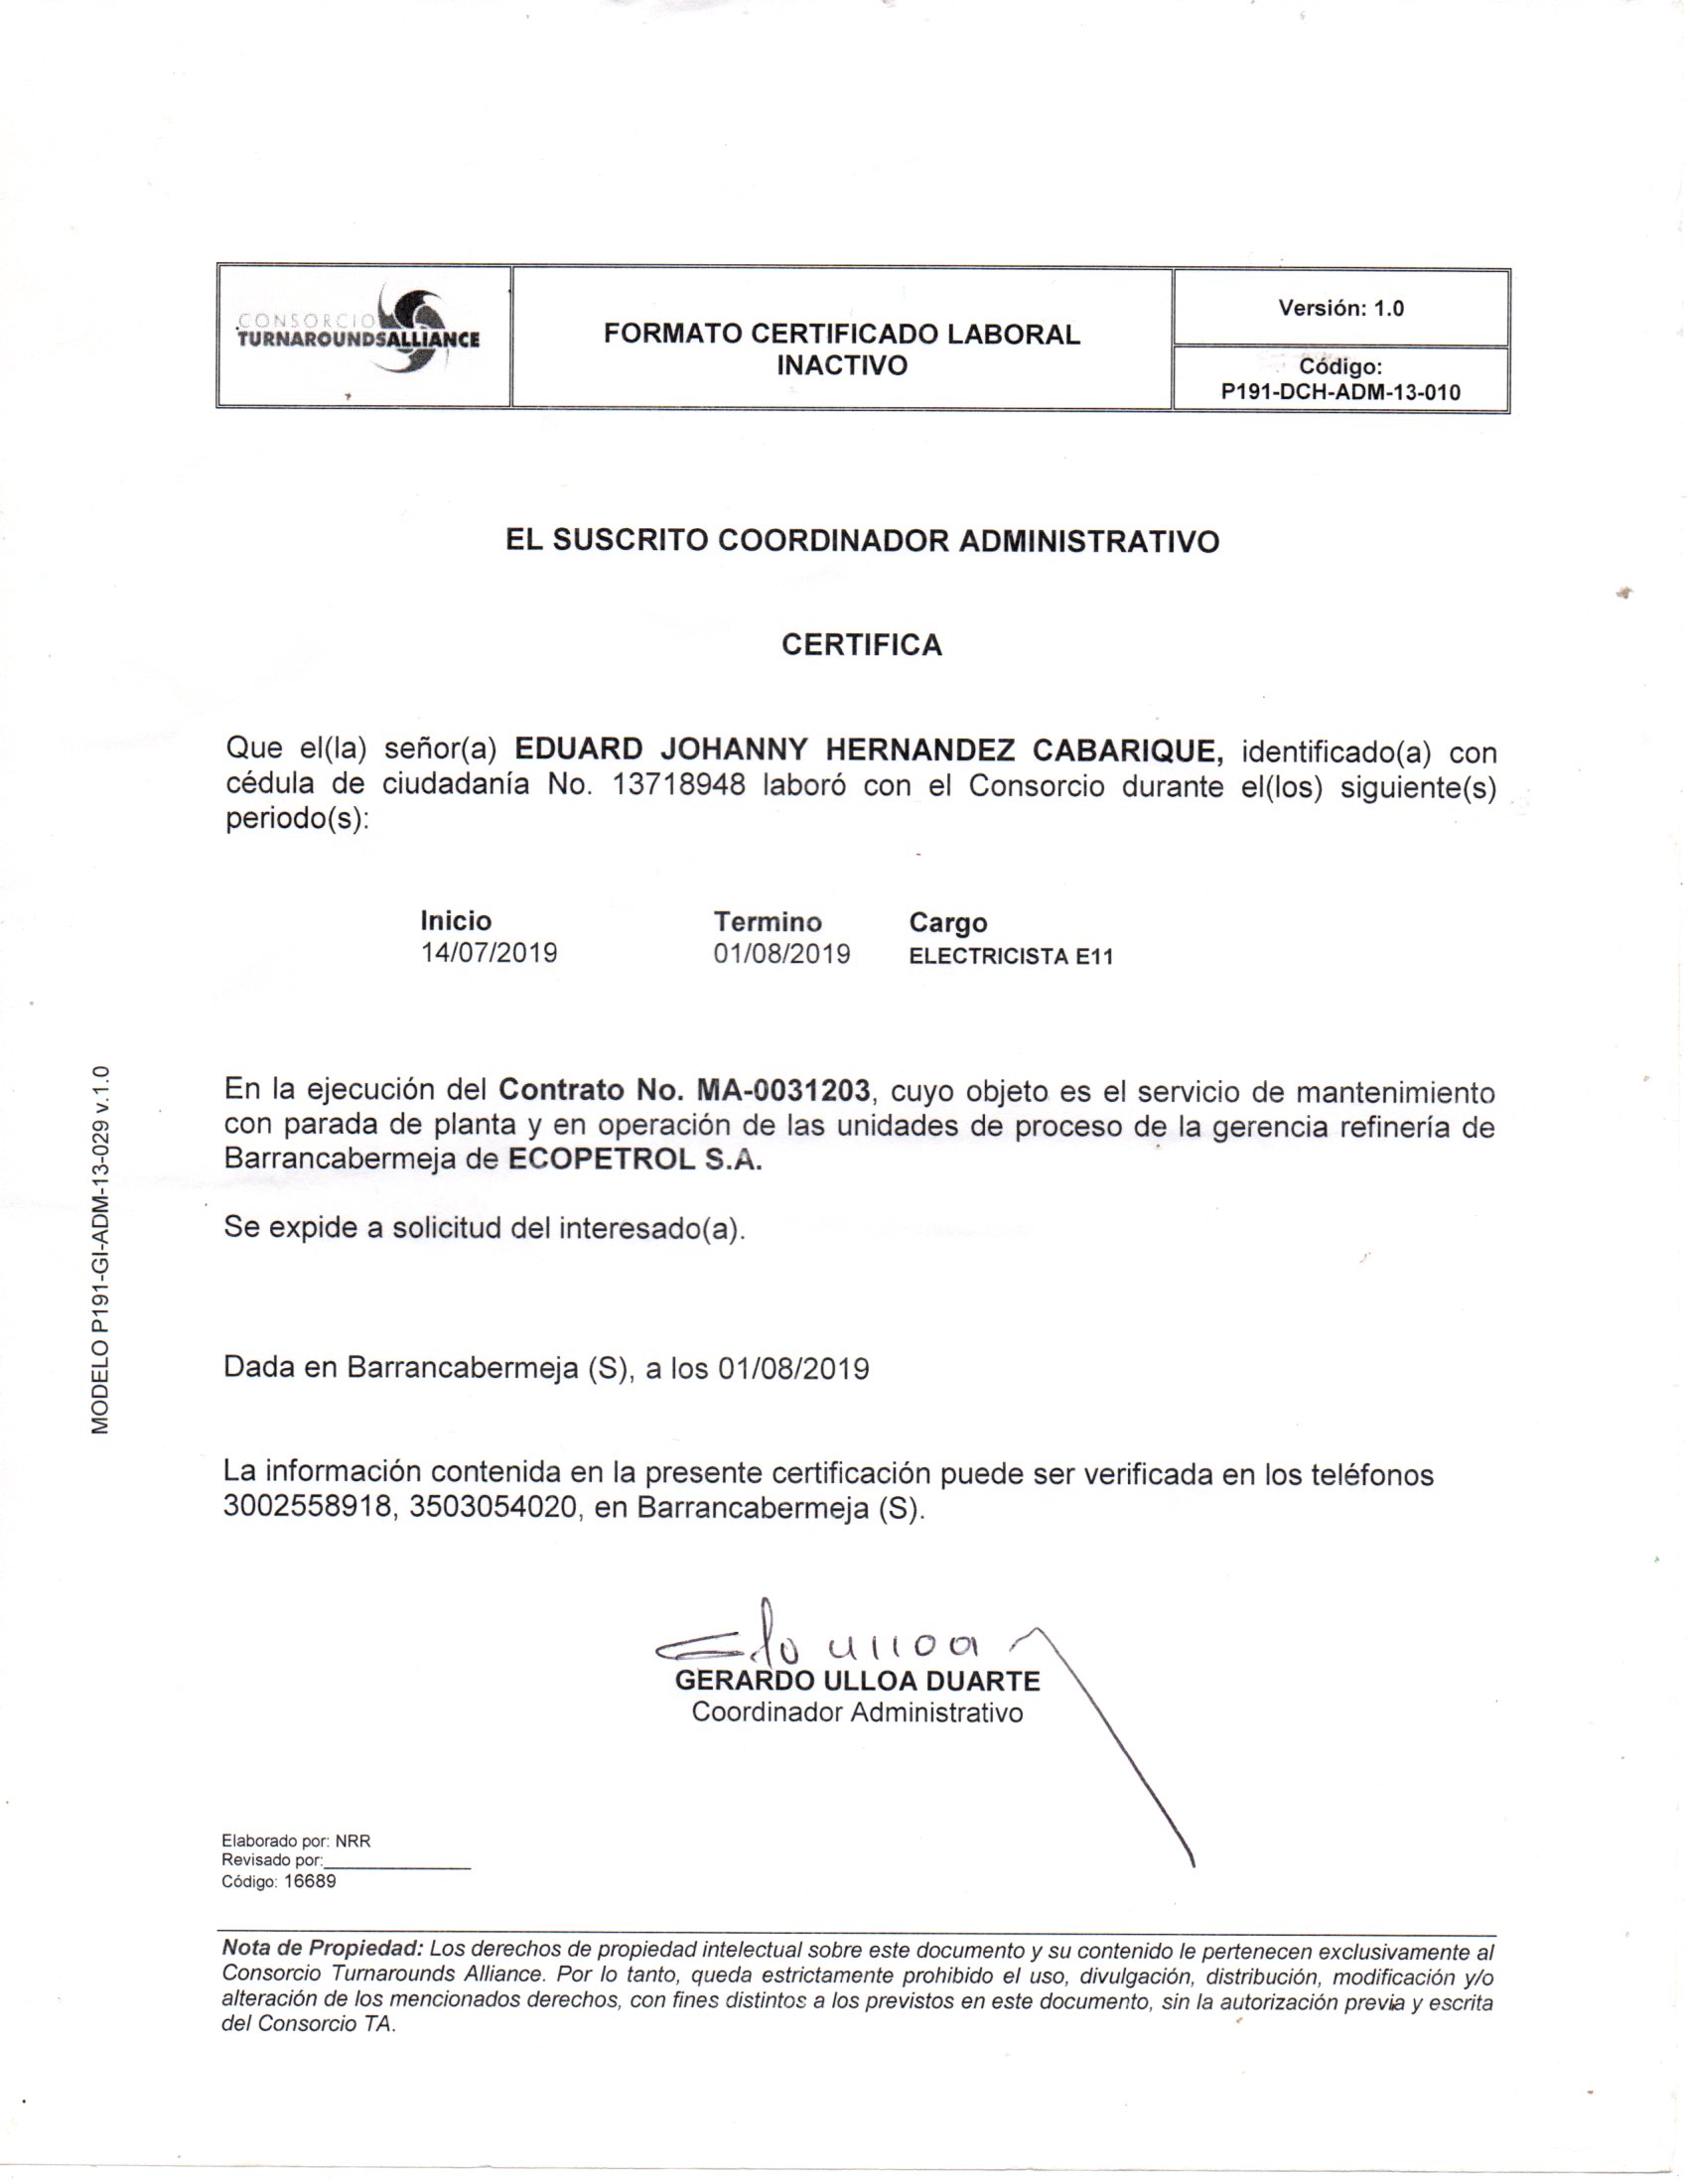 CONSORCIO
TURNAROUNDSALLIANCE
FORMATO CERTIFICADO LABORAL
INACTIVO
Versión: 1.0
Código:
P191-DCH-ADM-13-010
EL SUSCRITO COORDINADOR ADMINISTRATIVO
CERTIFICA
Que el(la) señor(a) EDUARD JOHANNY HERNANDEZ CABARIQUE, identificado(a) con
cédula de ciudadanía No. 13718948 laboró con el Consorcio durante el(los) siguiente(s)
periodo(s):
Inicio Termino Cargo
14/07/2019 01/08/2019 ELECTRICISTA E11
En la ejecución del Contrato No. MA-0031203, cuyo objeto es el servicio de mantenimiento
con parada de planta y en operación de las unidades de proceso de la gerencia refinería de
Barrancabermeja de ECOPETROL S.A.
Se expide a solicitud del interesado(a).
MODELO P191-GI-ADM-13-029 v.1.0
Dada en Barrancabermeja (S), a los 01/08/2019
La información contenida en la presente certificación puede ser verificada en los teléfonos
3002558918, 3503054020, en Barrancabermeja (S).
ulloa
GERARDO ULLOA DUARTE
Coordinador Administrativo
Elaborado por: NRR
Revisado por:
Código: 16689
Nota de Propiedad: Los derechos de propiedad intelectual sobre este documento y su contenido le pertenecen exclusivamente al
Consorcio Turnarounds Alliance. Por lo tanto, queda estrictamente prohibido el uso, divulgación, distribución, modificación y/o
alteración de los mencionados derechos, con fines distintos a los previstos en este documento, sin la autorización previa y escrita
del Consorcio TA.